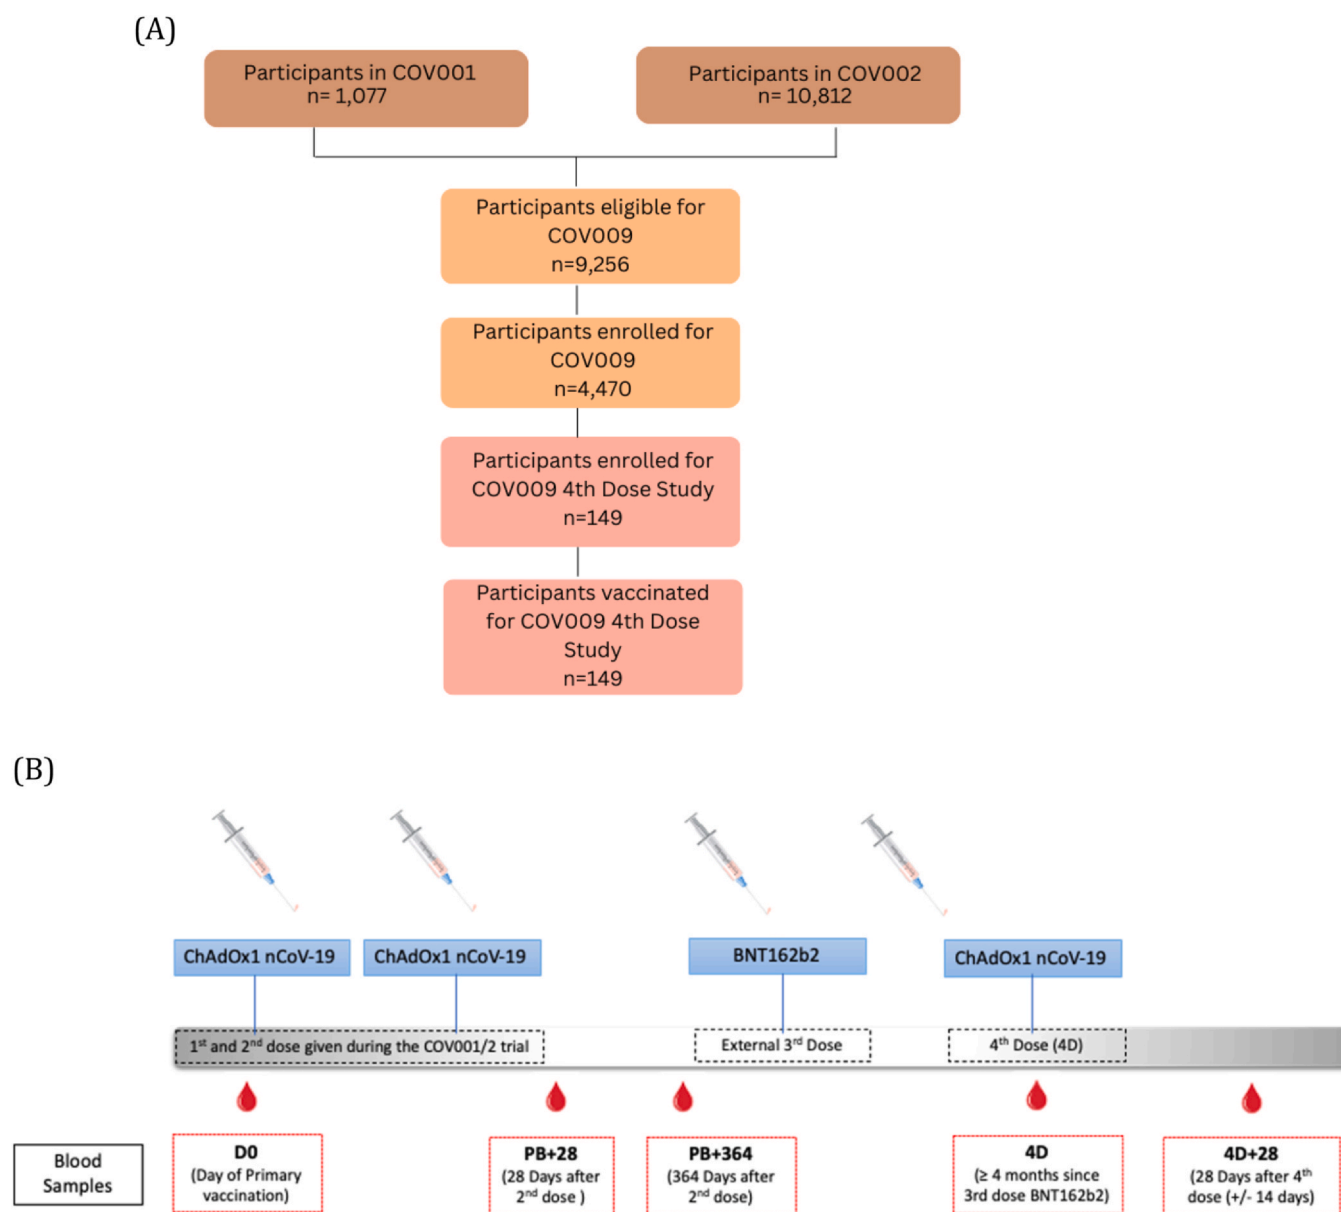 (A)
Participants in COV001
n= 1,077
Participants in COV002
n= 10,812
Participants eligible for
COV009
n=9,256
Participants enrolled for
COV009
n=4,470
Participants enrolled for
COV009 4th Dose Study
n=149
Participants vaccinated
for COV009 4th Dose
Study
n=149
(B)
ChAdOx1 nCoV-19
ChAdOx1 nCoV-19
BNT162b2
ChAdOx1 nCoV-19
1st and 2nd dose given during the COV001/2 trial
External 3rd Dose
4th Dose (4D)
Blood
Samples
D0
(Day of Primary
vaccination)
PB+28
(28 Days after
2nd dose )
PB+364
(364 Days after
2nd dose)
4D
(≥ 4 months since
3rd dose BNT162b2)
4D+28
(28 Days after 4th
dose (+/- 14 days)